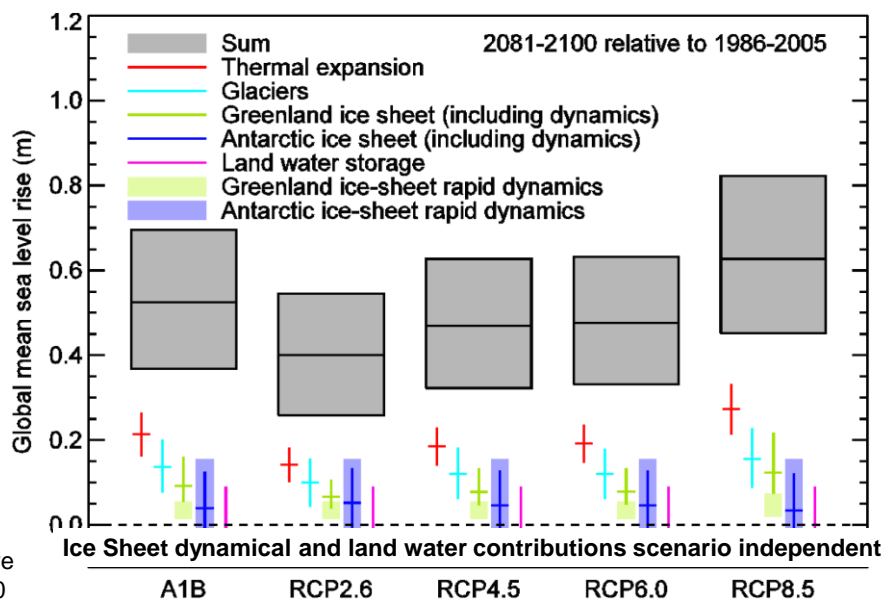 1.2
1.0
0.8
0.6
0.4
0.2
0.0
Global mean sea level rise (m)
2081-2100 relative to 1986-2005
Sum
Thermal expansion
Glaciers
Greenland ice sheet (including dynamics)
Antarctic ice sheet (including dynamics)
Land water storage
Greenland ice-sheet rapid dynamics
Antarctic ice-sheet rapid dynamics
Ice Sheet dynamical and land water contributions scenario independent
A1B RCP2.6 RCP4.5 RCP6.0 RCP8.5